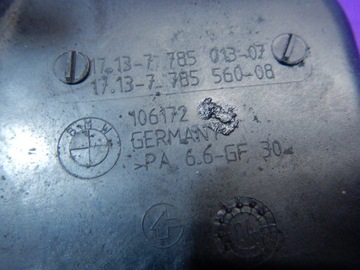 17.13-7 785 013-07
17.13-7 785 560-08
106172
BMW
GERMANY
>PA 6.6-GF 30